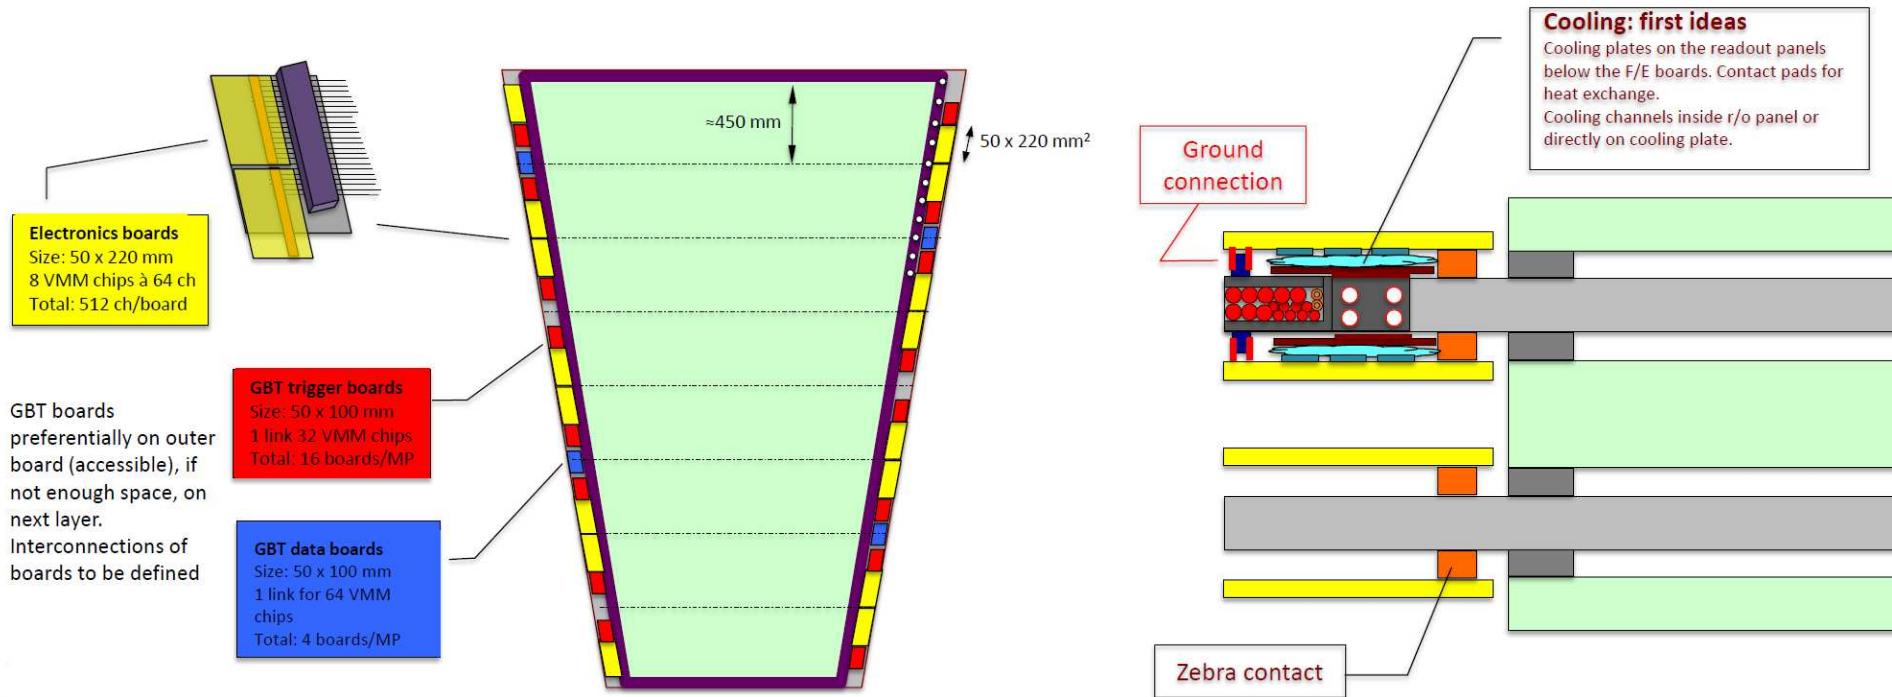 Electronics boards
Size: 50 x 220 mm
8 VMM chips à 64 ch
Total: 512 ch/board
GBT boards
preferentially on outer
board (accessible), if
not enough space, on
next layer.
Interconnections of
boards to be defined
GBT trigger boards
Size: 50 x 100 mm
1 link 32 VMM chips
Total: 16 boards/MP
GBT data boards
Size: 50 x 100 mm
1 link for 64 VMM
chips
Total: 4 boards/MP
≈450 mm
50 x 220 mm²
Ground
connection
Cooling: first ideas
Cooling plates on the readout panels
below the F/E boards. Contact pads for
heat exchange.
Cooling channels inside r/o panel or
directly on cooling plate.
Zebra contact